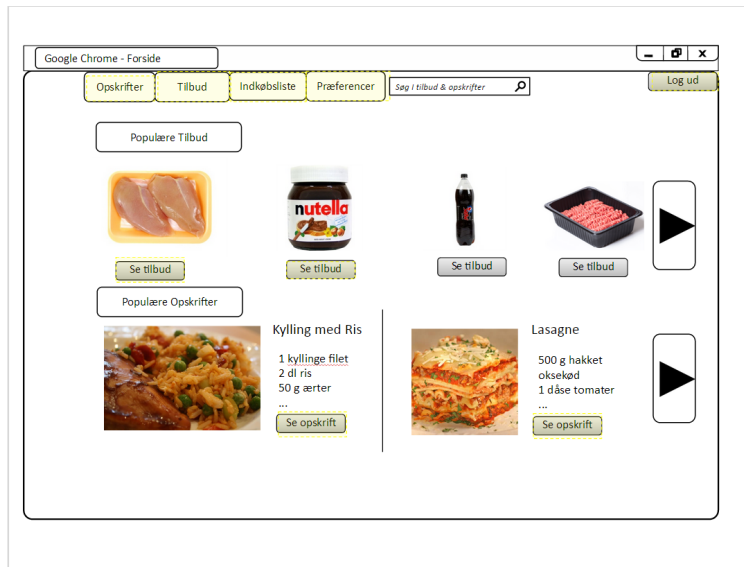 Google Chrome - Forside
Opskrifter
Tilbud
Indkøbsliste
Præferencer
Søg I tilbud & opskrifter
Log ud
Populære Tilbud
nutella
Se tilbud
Se tilbud
Se tilbud
Se tilbud
Populære Opskrifter
Kylling med Ris
1 kyllinge filet
2 dl ris
50 g ærter
...
Se opskrift
Lasagne
500 g hakket
oksekød
1 dåse tomater
...
Se opskrift